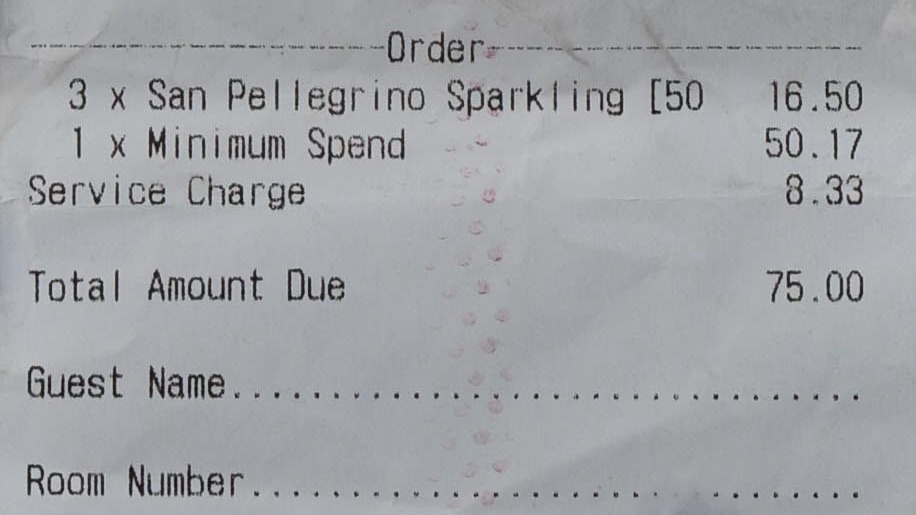 --------------------Order--------------------
3 x San Pellegrino Sparkling [50 16.50
1 x Minimum Spend 50.17
Service Charge 8.33
Total Amount Due 75.00
Guest Name................................
Room Number...............................